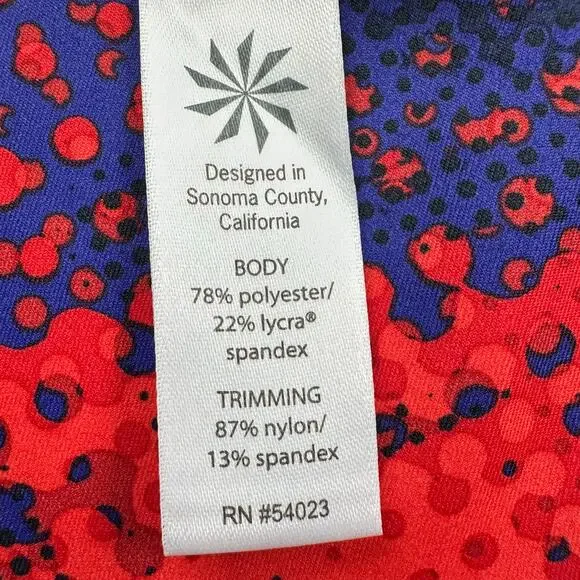 Designed in
Sonoma County,
California
BODY
78% polyester/
22% lycra®
spandex
TRIMMING
87% nylon/
13% spandex
RN #54023